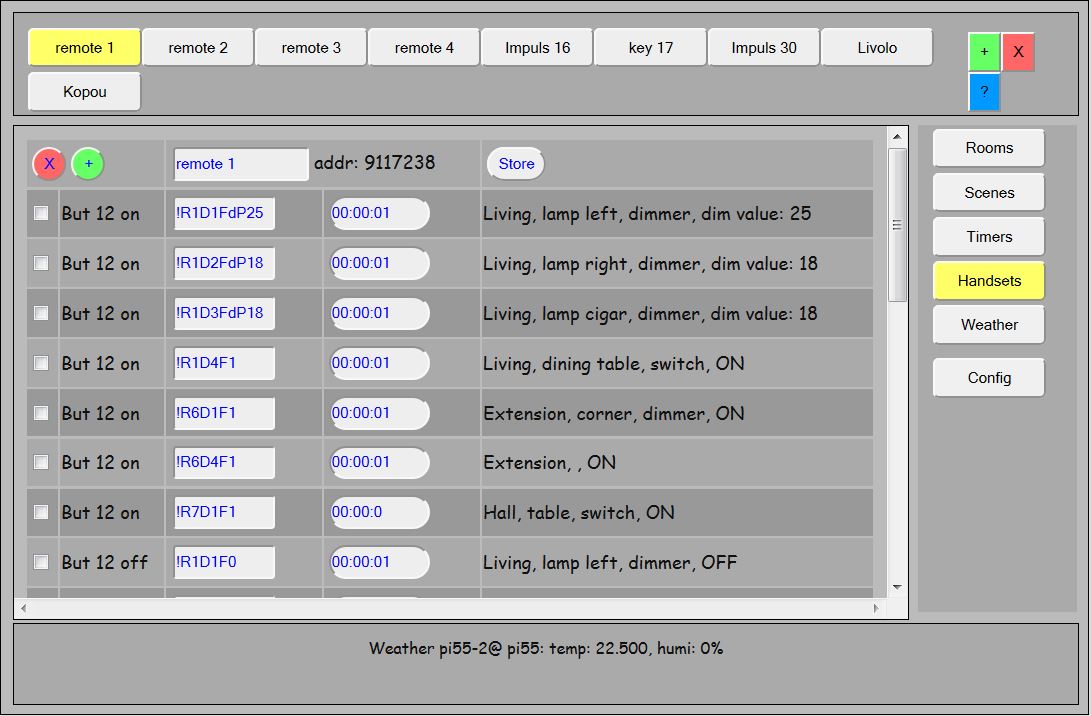 remote 1 remote 2 remote 3 remote 4 Impuls 16 key 17 Impuls 30 Livolo + X
Kopou ?
X + remote 1 addr: 9117238 Store
But 12 on !R1D1FdP25 00:00:01 Living, lamp left, dimmer, dim value: 25
But 12 on !R1D2FdP18 00:00:01 Living, lamp right, dimmer, dim value: 18
But 12 on !R1D3FdP18 00:00:01 Living, lamp cigar, dimmer, dim value: 18
But 12 on !R1D4F1 00:00:01 Living, dining table, switch, ON
But 12 on !R6D1F1 00:00:01 Extension, corner, dimmer, ON
But 12 on !R6D4F1 00:00:01 Extension, , ON
But 12 on !R7D1F1 00:00:0 Hall, table, switch, ON
But 12 off !R1D1F0 00:00:01 Living, lamp left, dimmer, OFF
Rooms
Scenes
Timers
Handsets
Weather
Config
Weather pi55-2@ pi55: temp: 22.500, humi: 0%